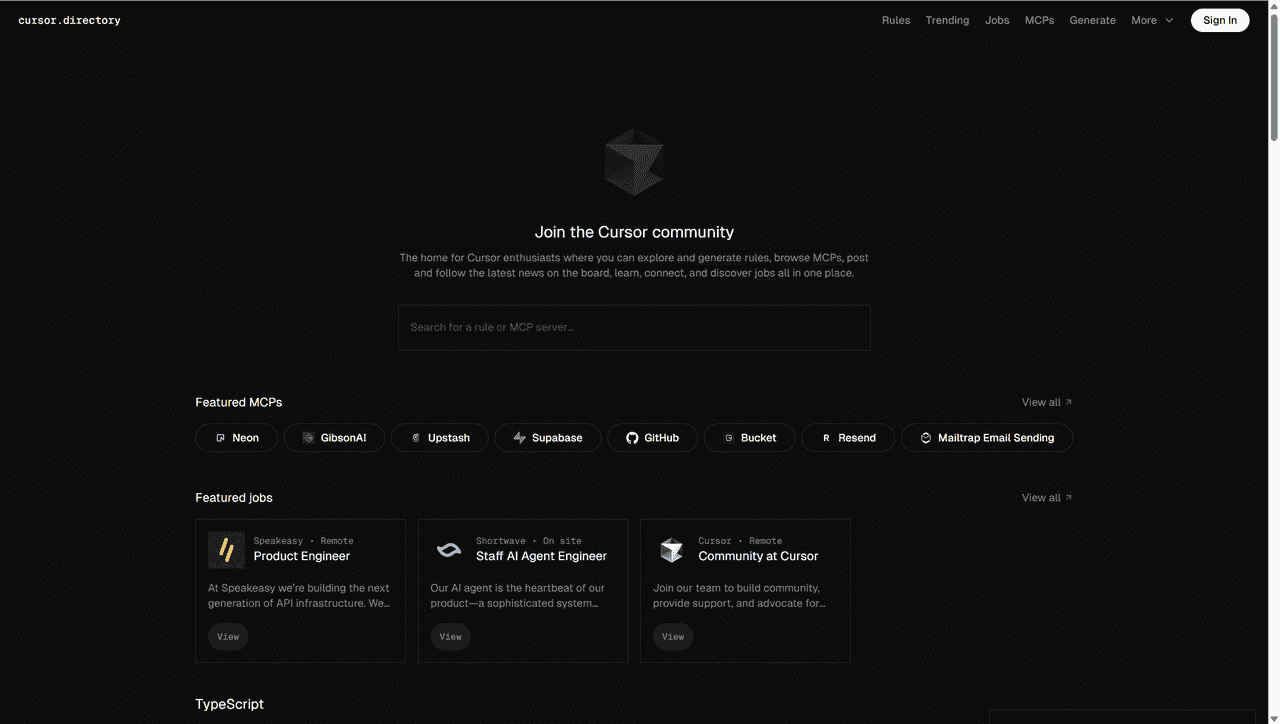 cursor.directory
Rules Trending Jobs MCPs Generate More Sign In
Join the Cursor community
The home for Cursor enthusiasts where you can explore and generate rules, browse MCPs, post
and follow the latest news on the board, learn, connect, and discover jobs all in one place.
Search for a rule or MCP server...
Featured MCPs View all
Neon GibsonAI Upstash Supabase GitHub Bucket Resend Mailtrap Email Sending
Featured jobs View all
Speakeasy • Remote
Product Engineer
At Speakeasy we're building the next
generation of API infrastructure. We...
View
Shortwave • On site
Staff AI Agent Engineer
Our AI agent is the heartbeat of our
product—a sophisticated system...
View
Cursor • Remote
Community at Cursor
Join our team to build community,
provide support, and advocate for...
View
TypeScript